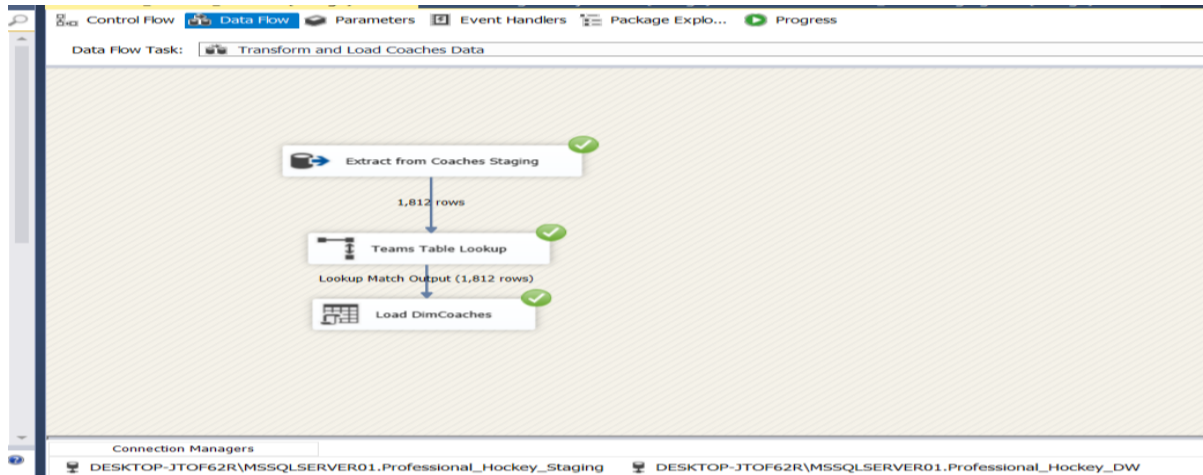 Control Flow Data Flow Parameters Event Handlers Package Explo... Progress
Data Flow Task: Transform and Load Coaches Data
Extract from Coaches Staging
1,812 rows
Teams Table Lookup
Lookup Match Output (1,812 rows)
Load DimCoaches
Connection Managers
DESKTOP-JTOF62R\MSSQLSERVER01.Professional_Hockey_Staging DESKTOP-JTOF62R\MSSQLSERVER01.Professional_Hockey_DW